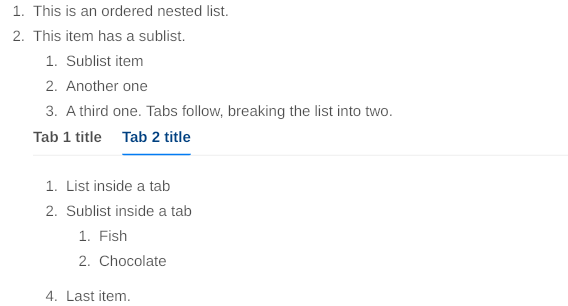 1. This is an ordered nested list.
2. This item has a sublist.
1. Sublist item
2. Another one
3. A third one. Tabs follow, breaking the list into two.
Tab 1 title Tab 2 title
1. List inside a tab
2. Sublist inside a tab
1. Fish
2. Chocolate
4. Last item.